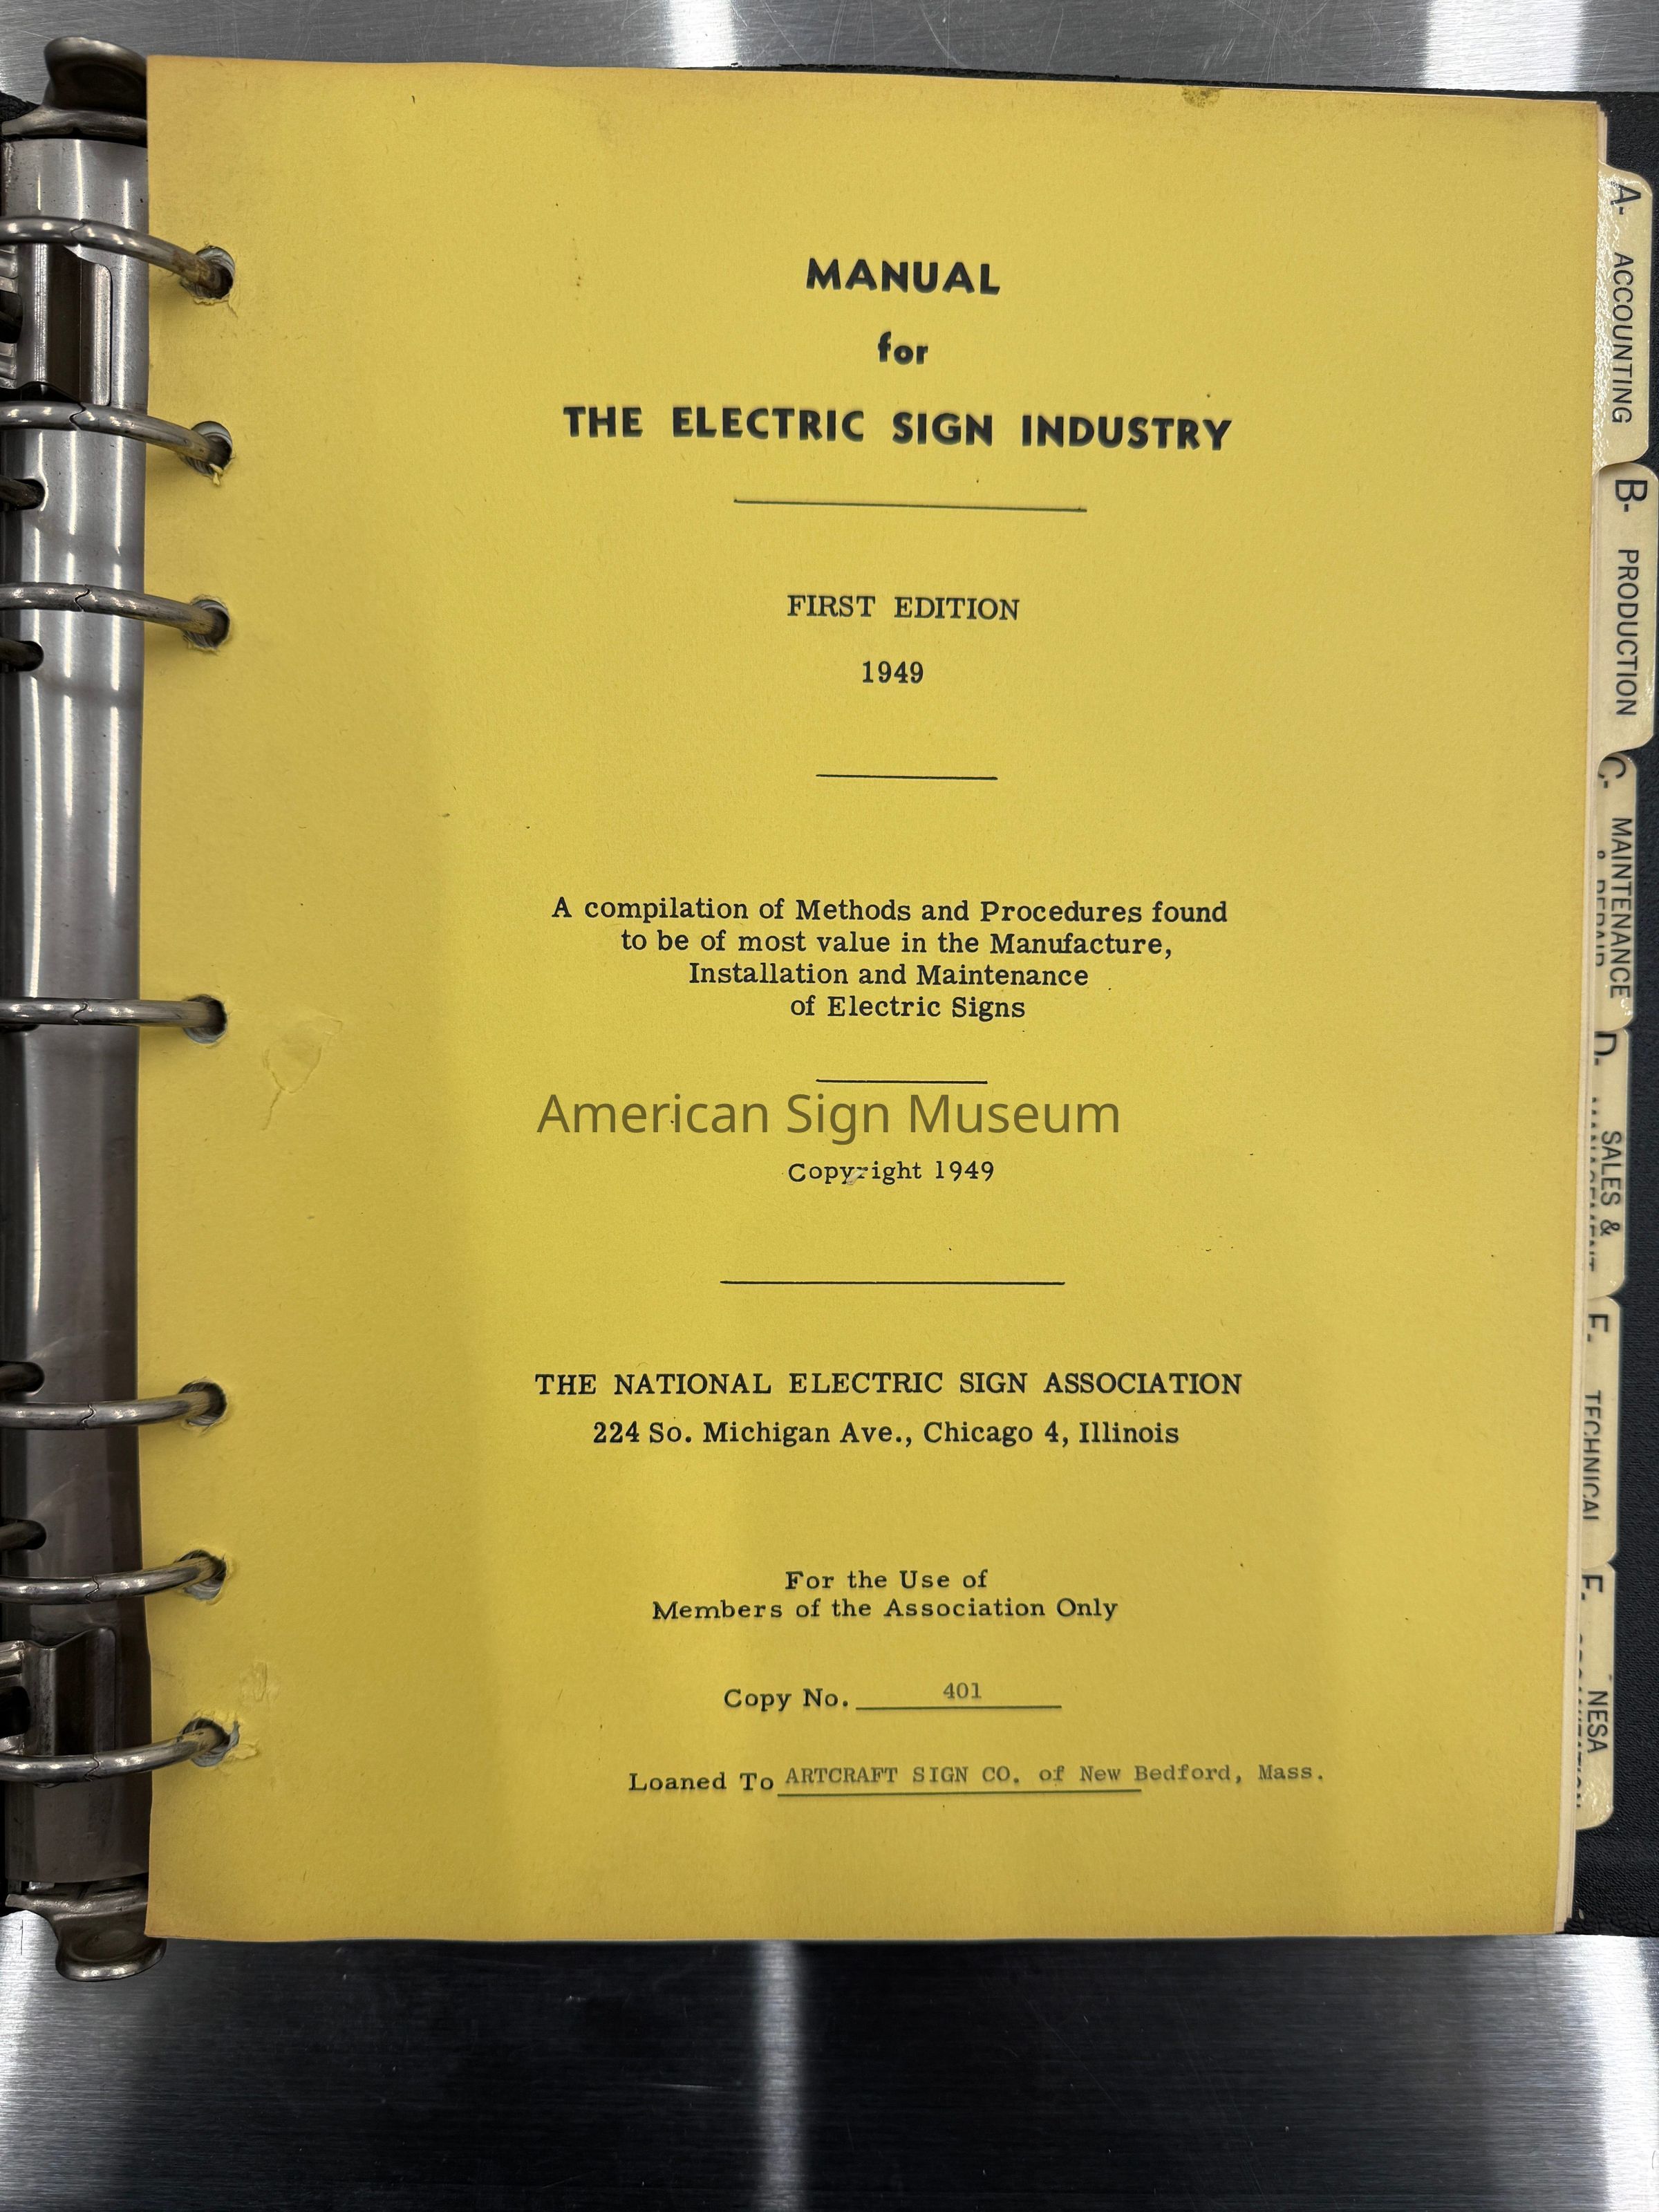 MANUAL
for
THE ELECTRIC SIGN INDUSTRY
FIRST EDITION
1949
A compilation of Methods and Procedures found
to be of most value in the Manufacture,
Installation and Maintenance
of Electric Signs
American Sign Museum
Copyright 1949
THE NATIONAL ELECTRIC SIGN ASSOCIATION
224 So. Michigan Ave., Chicago 4, Illinois
For the Use of
Members of the Association Only
Copy No. 401
Loaned To ARTCRAFT SIGN CO. of New Bedford, Mass.
A- ACCOUNTING
B- PRODUCTION
C- MAINTENANCE
& REPAIR
D- SALES &
MANAGEMENT
E- TECHNICAL
F- NESA